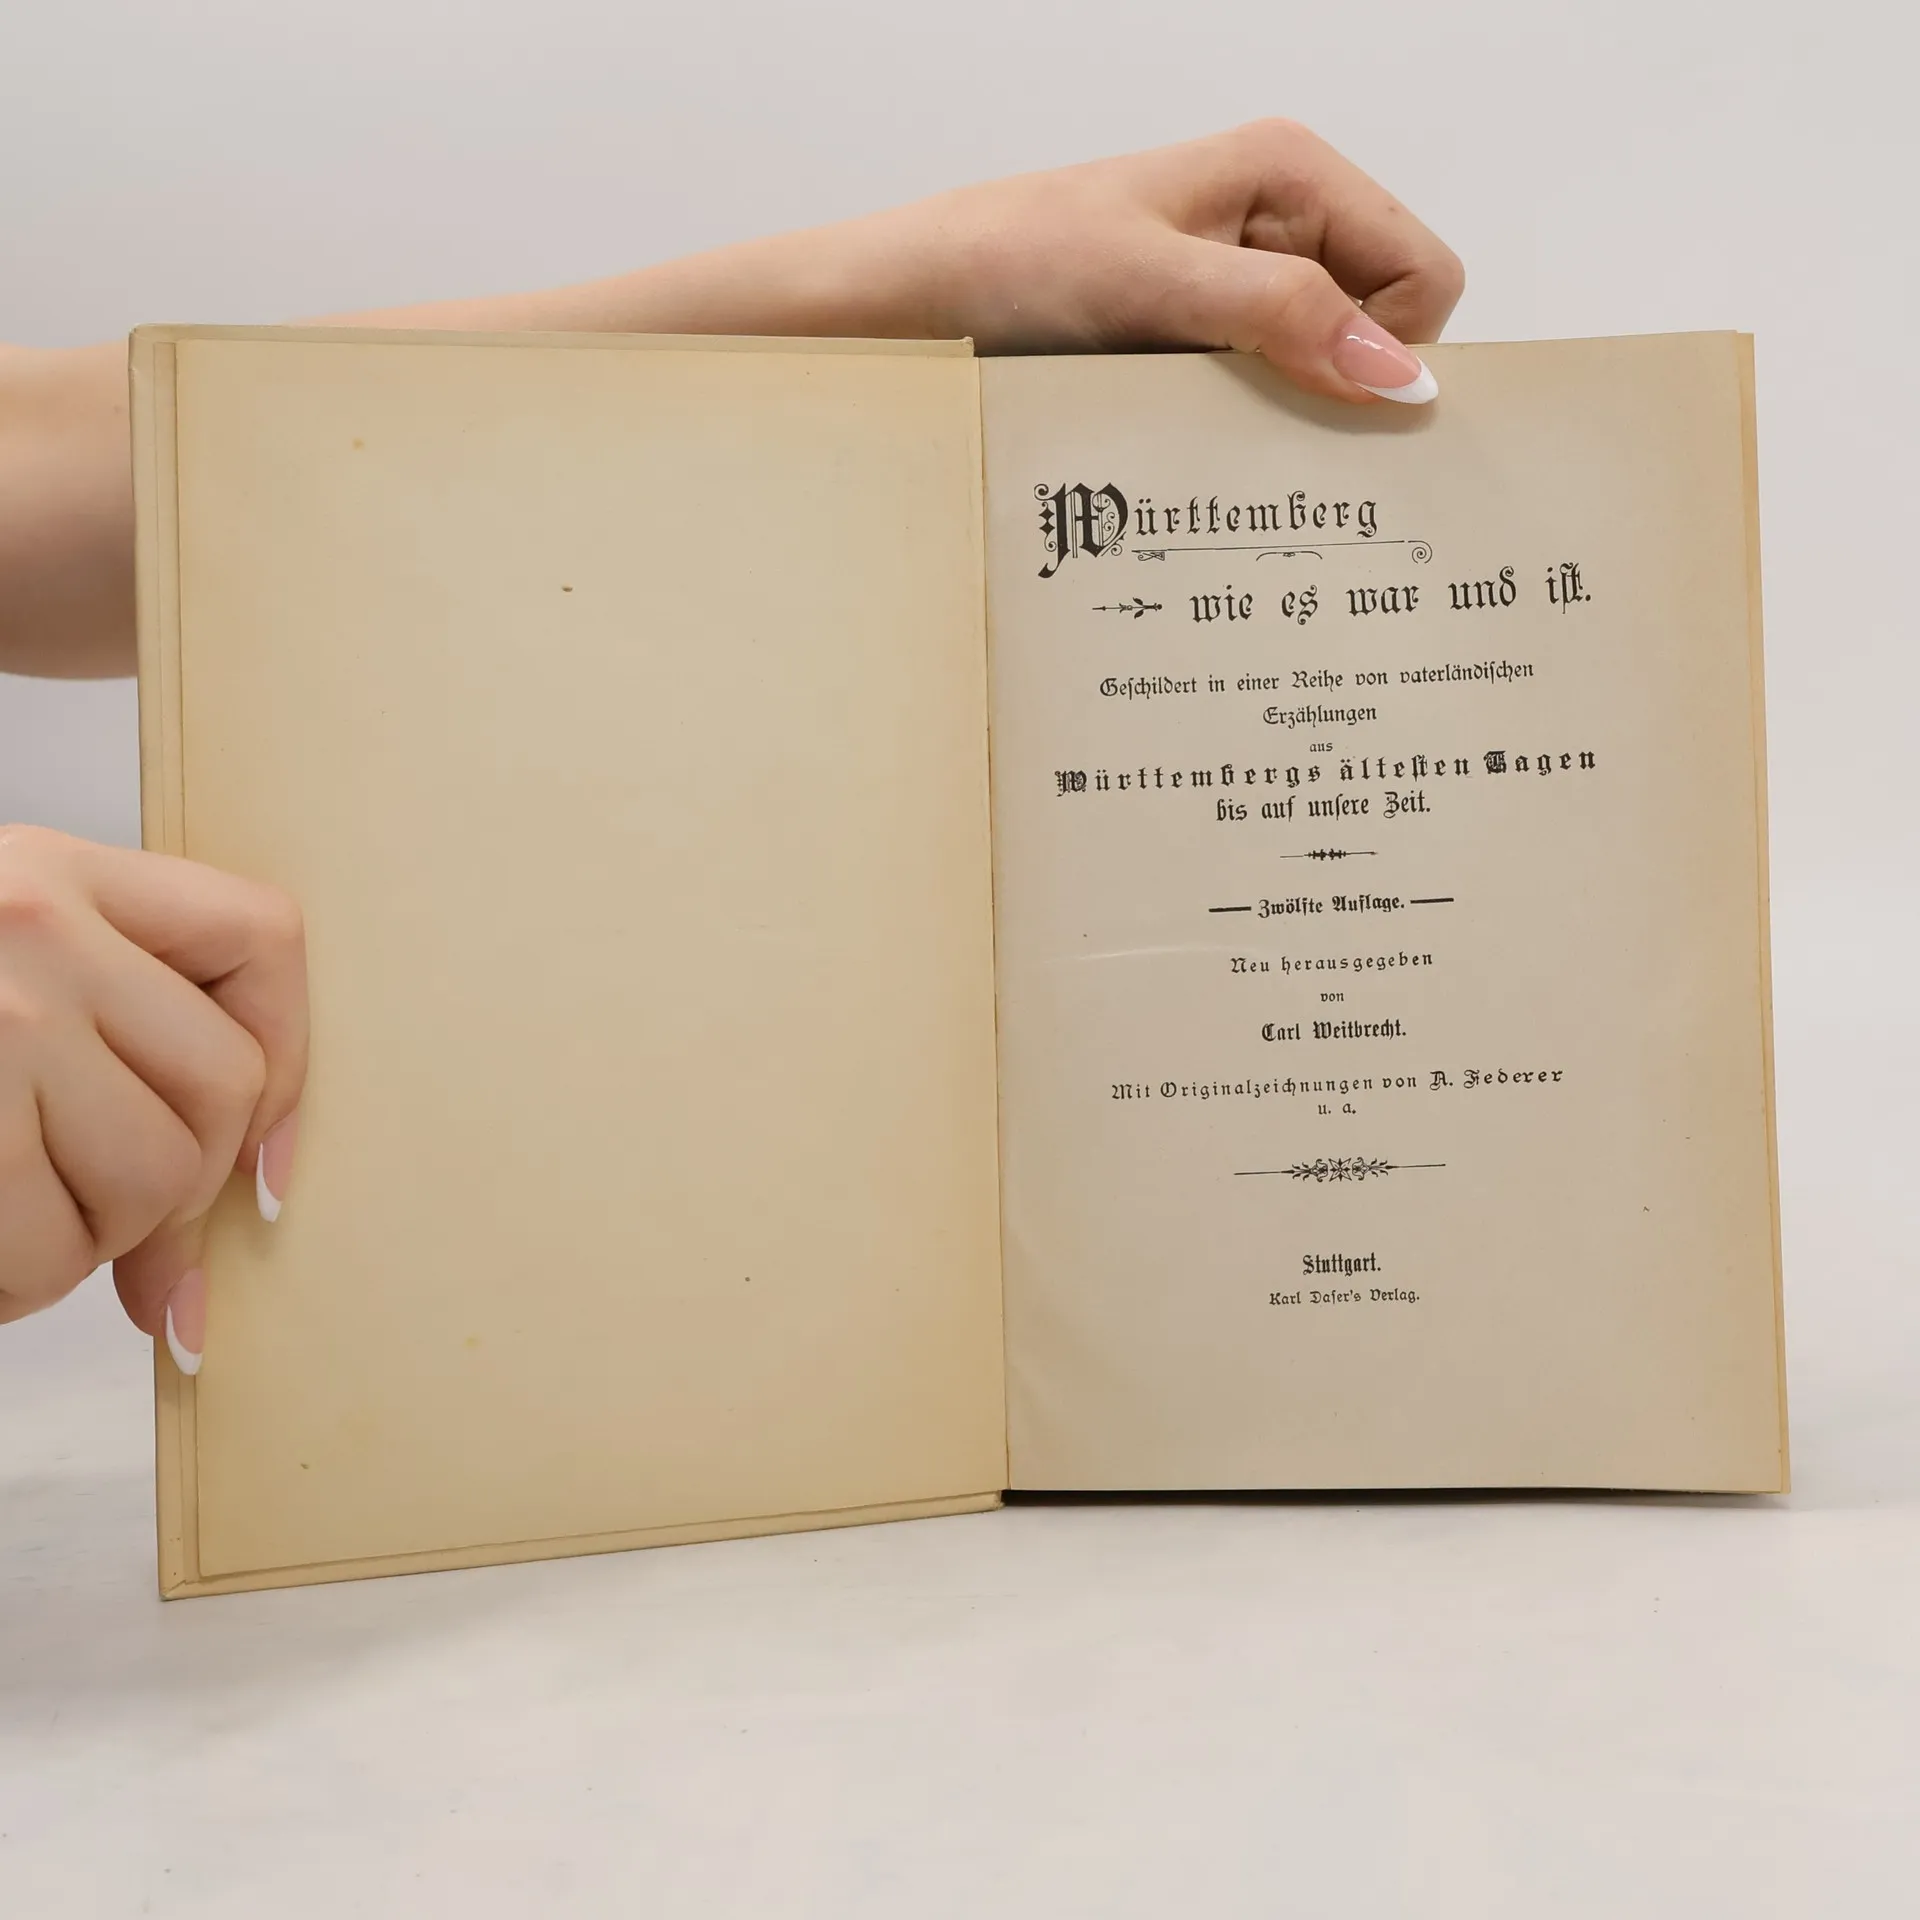 Württemberg
wie es war und iſt.
Geſchildert in einer Reihe von vaterländiſchen
Erzählungen
aus
Württembergs älteſten Tagen
bis auf unſere Zeit.
Zwölfte Auflage.
Neu herausgegeben
von
Carl Weitbrecht.
Mit Originalzeichnungen von A. Federer
u. a.
Stuttgart.
Karl Daſer's Verlag.